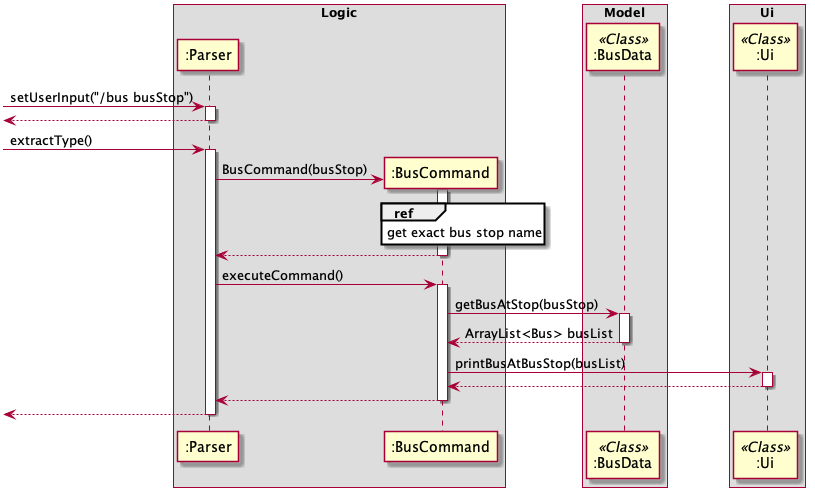 Logic
Model
Ui
:Parser
«Class»
:BusData
«Class»
:Ui
setUserInput("/bus busStop")
extractType()
BusCommand(busStop)
:BusCommand
ref
get exact bus stop name
executeCommand()
getBusAtStop(busStop)
ArrayList<Bus> busList
printBusAtBusStop(busList)
:Parser
:BusCommand
«Class»
:BusData
«Class»
:Ui